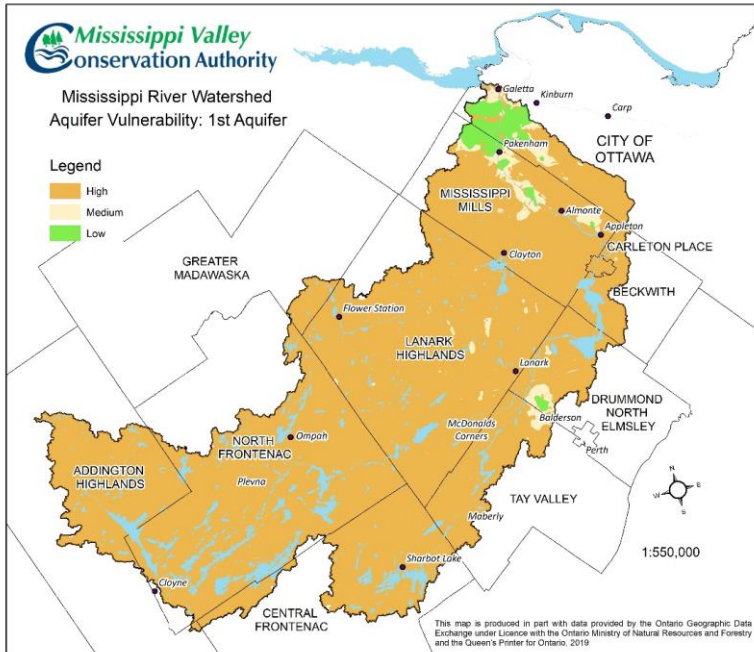 Mississippi Valley
Conservation Authority
Mississippi River Watershed
Aquifer Vulnerability: 1st Aquifer
Legend
High
Medium
Low
Galetta
Kinburn
Carp
CITY OF
OTTAWA
Pakenham
MISSISSIPPI
MILLS
Almonte
Appleton
CARLETON PLACE
Clayton
BECKWITH
GREATER
MADAWASKA
Flower Station
LANARK
HIGHLANDS
Lanark
DRUMMOND
NORTH
ELMSLEY
Balderson
McDonalds
Corners
Perth
NORTH
FRONTENAC
Ompah
ADDINGTON
HIGHLANDS
Plevna
TAY VALLEY
Maberly
N
W
E
S
1:550,000
Sharbot Lake
Cloyne
CENTRAL
FRONTENAC
This map is produced in part with data provided by the Ontario Geographic Data
Exchange under Licence with the Ontario Ministry of Natural Resources and Forestry
and the Queen's Printer for Ontario, 2019